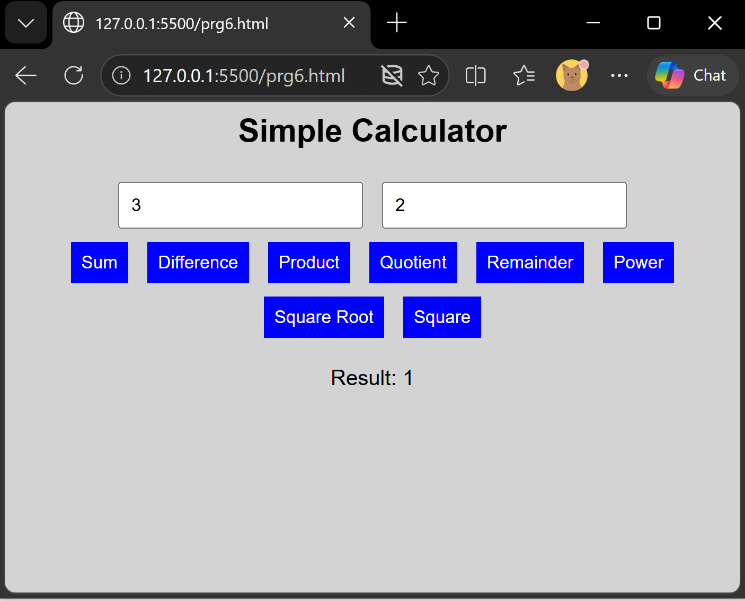 127.0.0.1:5500/prg6.html
127.0.0.1:5500/prg6.html Chat
Simple Calculator
3 2
Sum Difference Product Quotient Remainder Power
Square Root Square
Result: 1